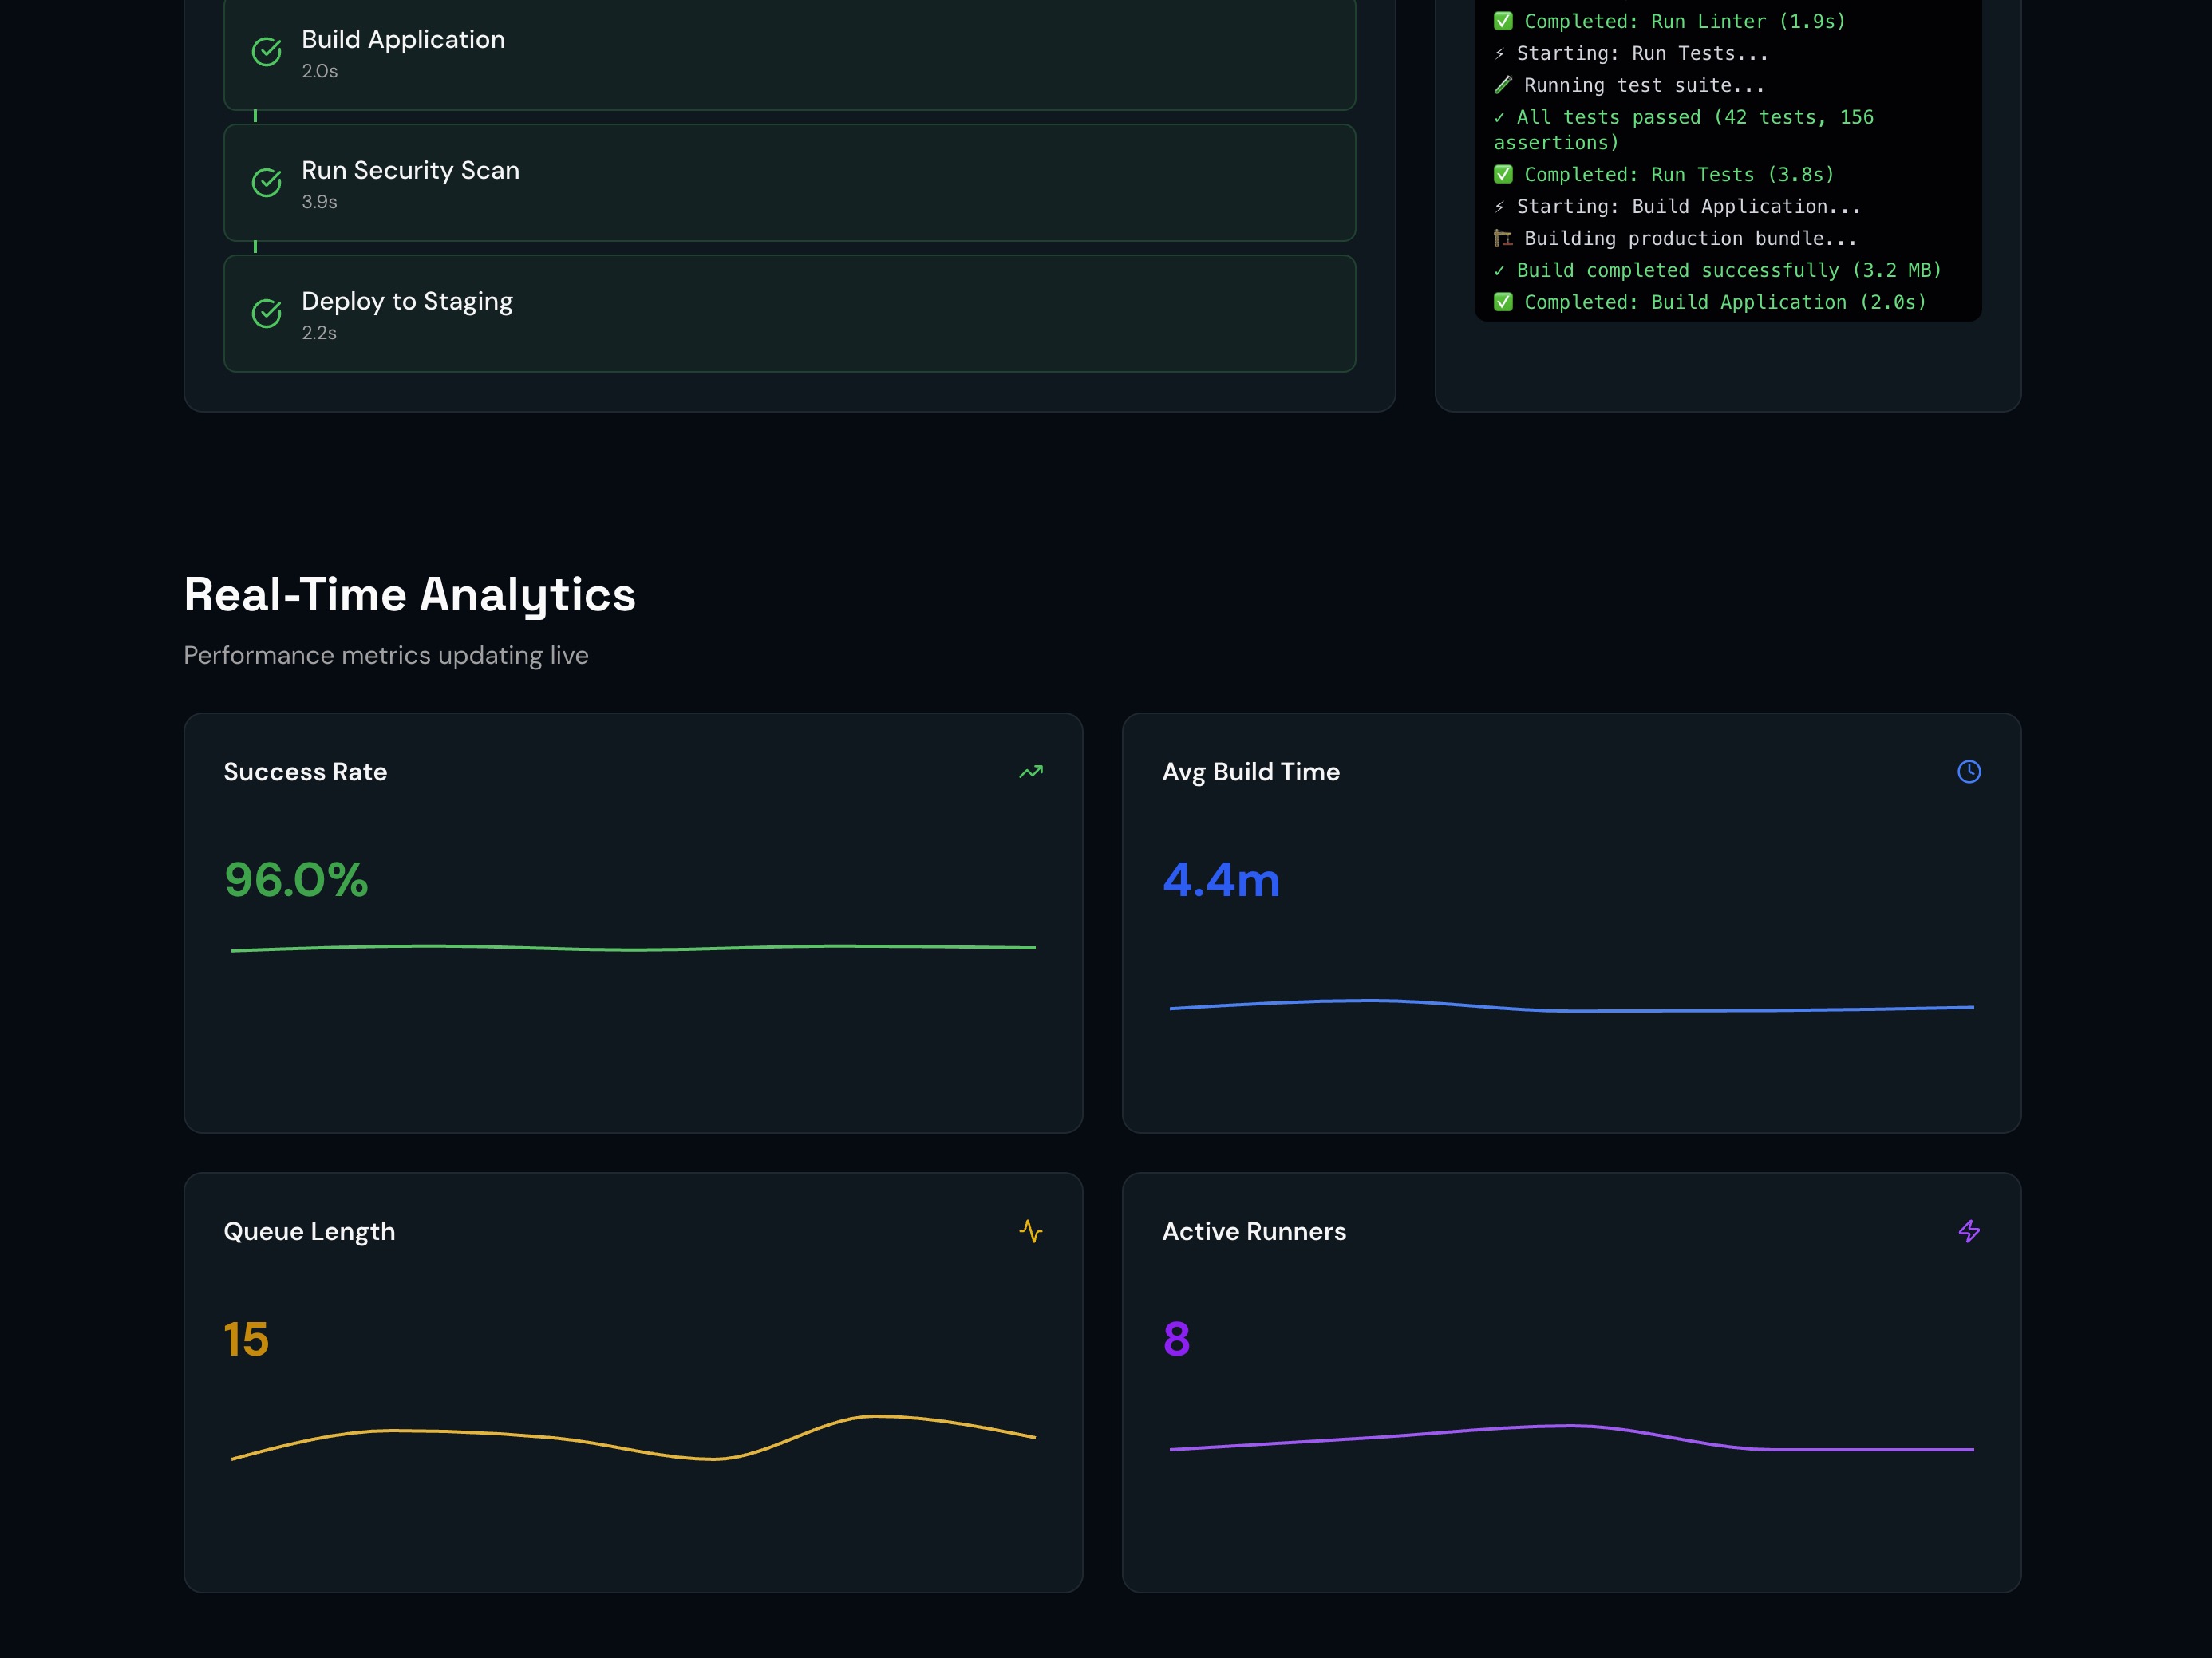 Build Application
2.0s
Run Security Scan
3.9s
Deploy to Staging
2.2s
✅ Completed: Run Linter (1.9s)
⚡ Starting: Run Tests...
🧪 Running test suite...
✓ All tests passed (42 tests, 156
assertions)
✅ Completed: Run Tests (3.8s)
⚡ Starting: Build Application...
🏗️ Building production bundle...
✓ Build completed successfully (3.2 MB)
✅ Completed: Build Application (2.0s)
Real-Time Analytics
Performance metrics updating live
Success Rate
96.0%
Avg Build Time
4.4m
Queue Length
15
Active Runners
8